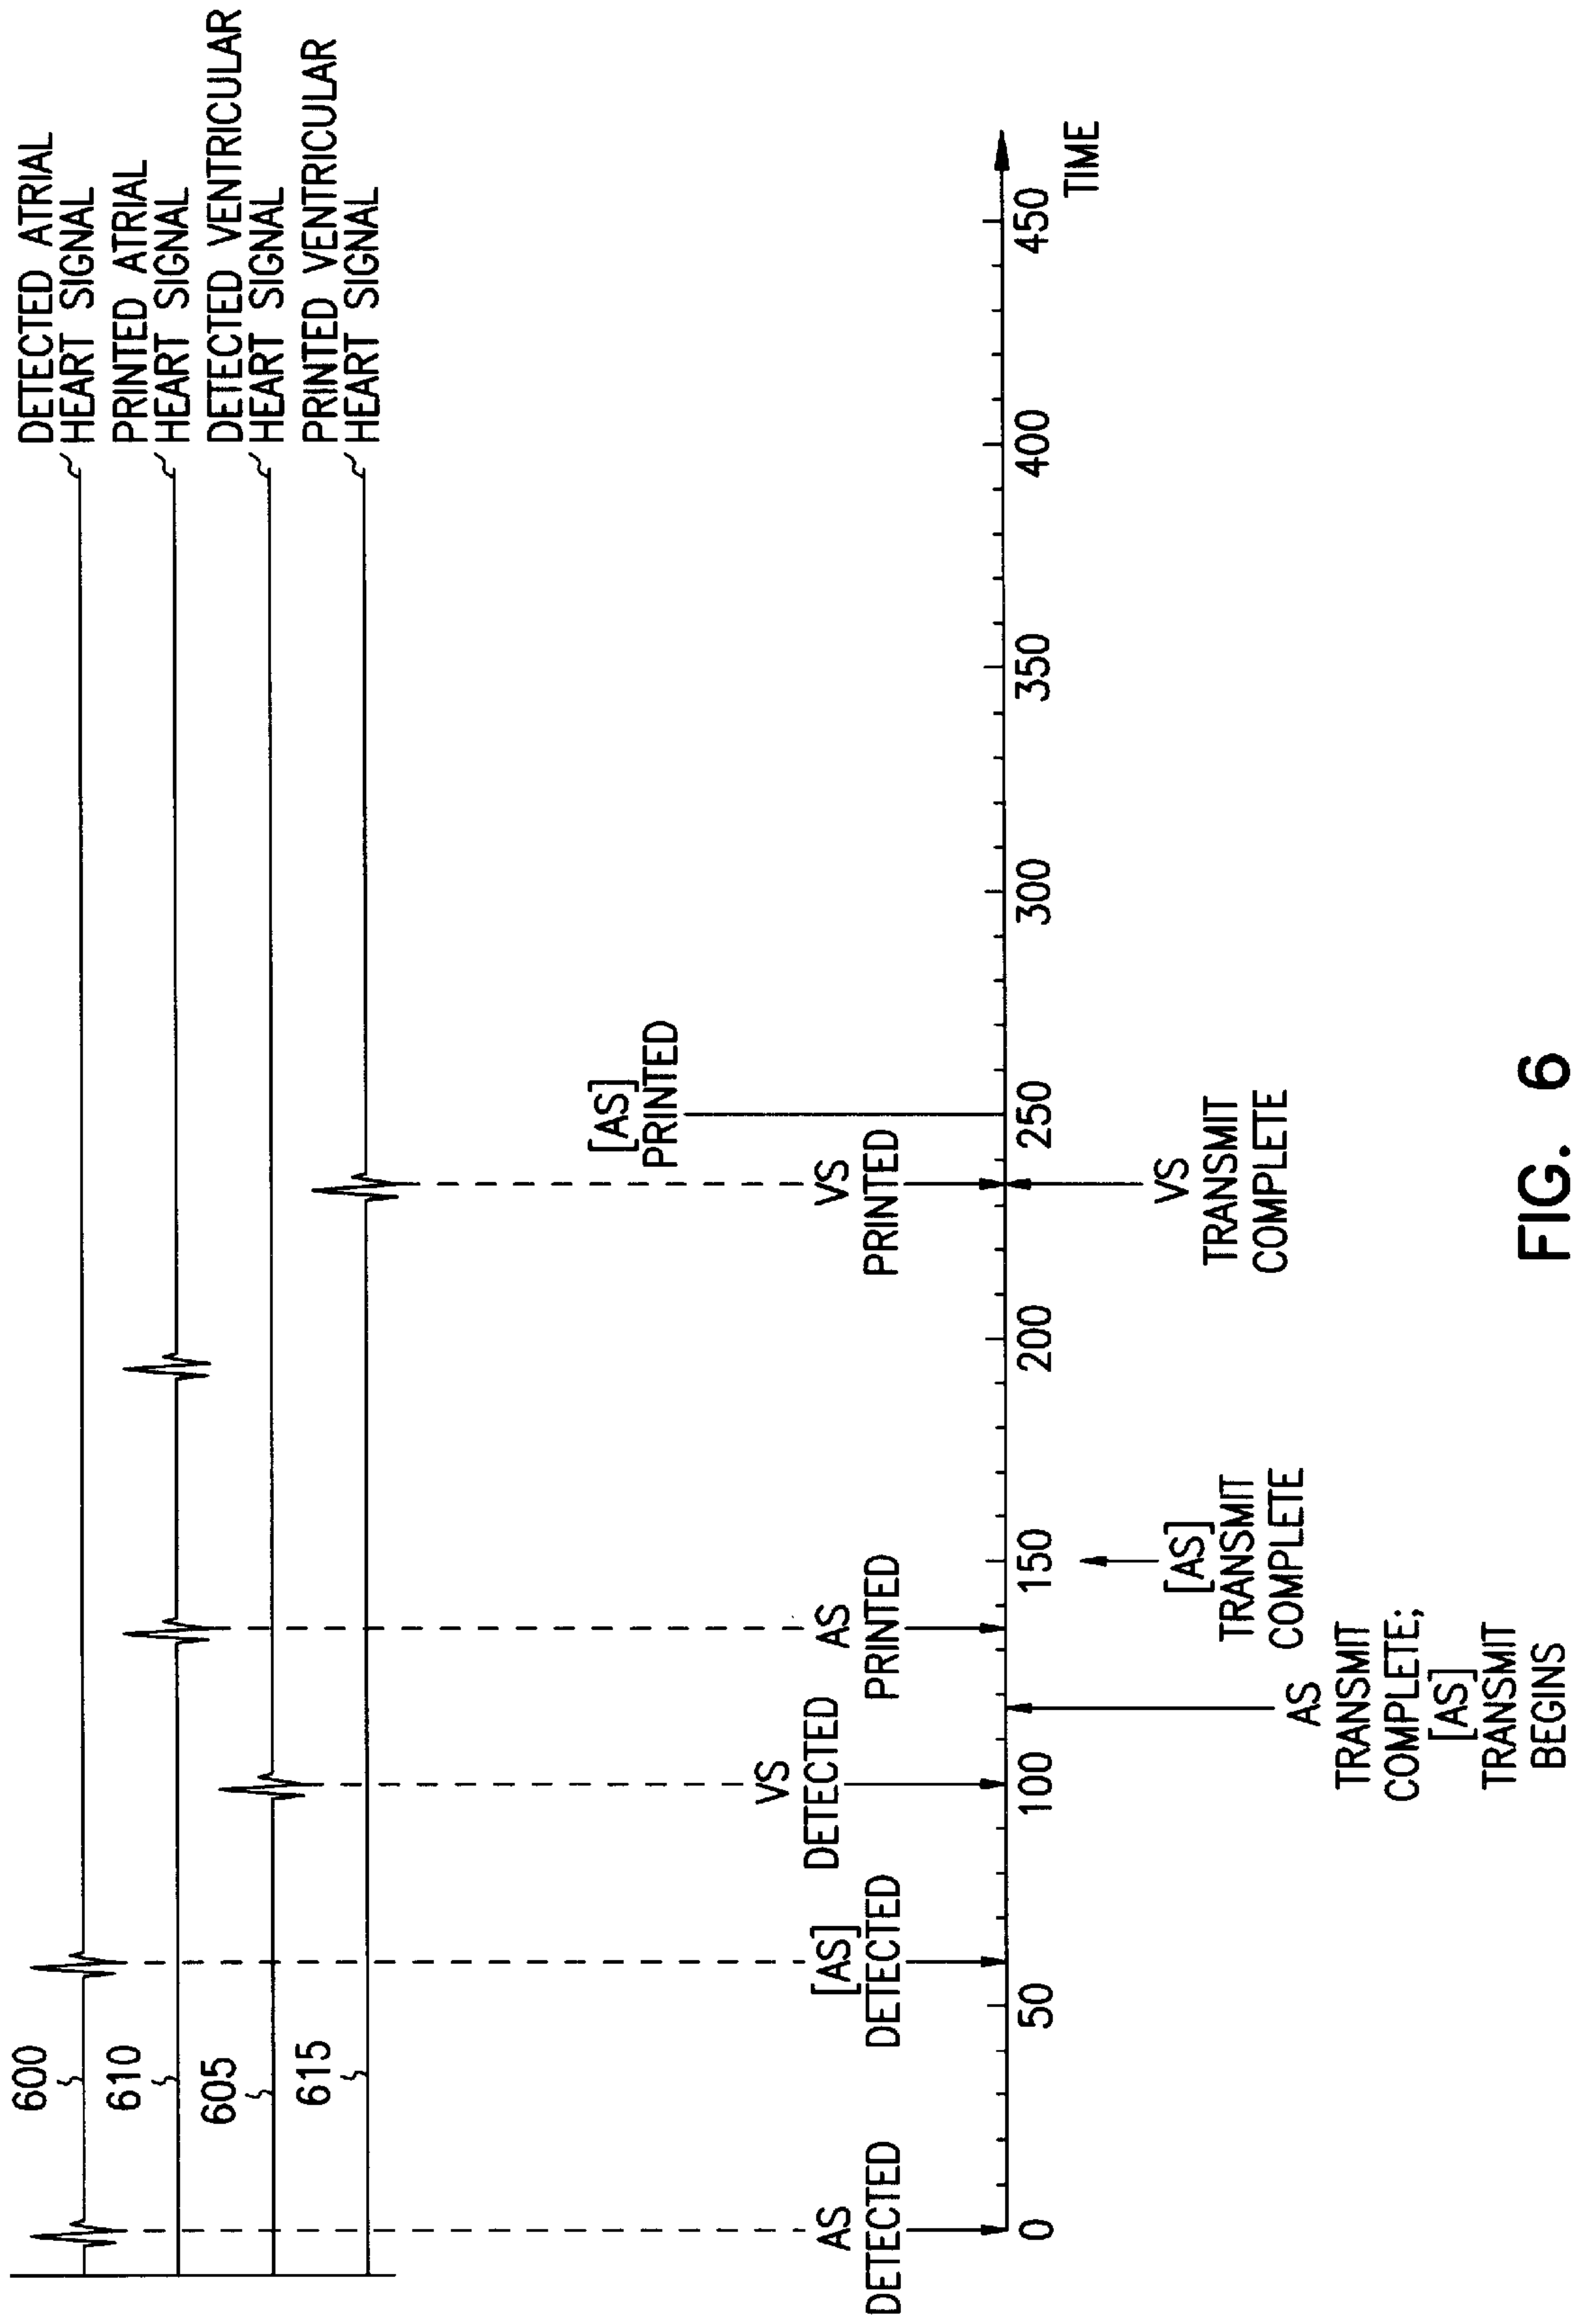 600
610
605
615
DETECTED ATRIAL
HEART SIGNAL
PRINTED ATRIAL
HEART SIGNAL
DETECTED VENTRICULAR
HEART SIGNAL
PRINTED VENTRICULAR
HEART SIGNAL
AS
DETECTED
[AS]
DETECTED
VS
DETECTED
AS
PRINTED
VS
PRINTED
[AS]
PRINTED
0
50
100
150
200
250
300
350
400
450
TIME
AS
TRANSMIT
COMPLETE;
[AS]
TRANSMIT
BEGINS
[AS]
TRANSMIT
COMPLETE
VS
TRANSMIT
COMPLETE
FIG. 6